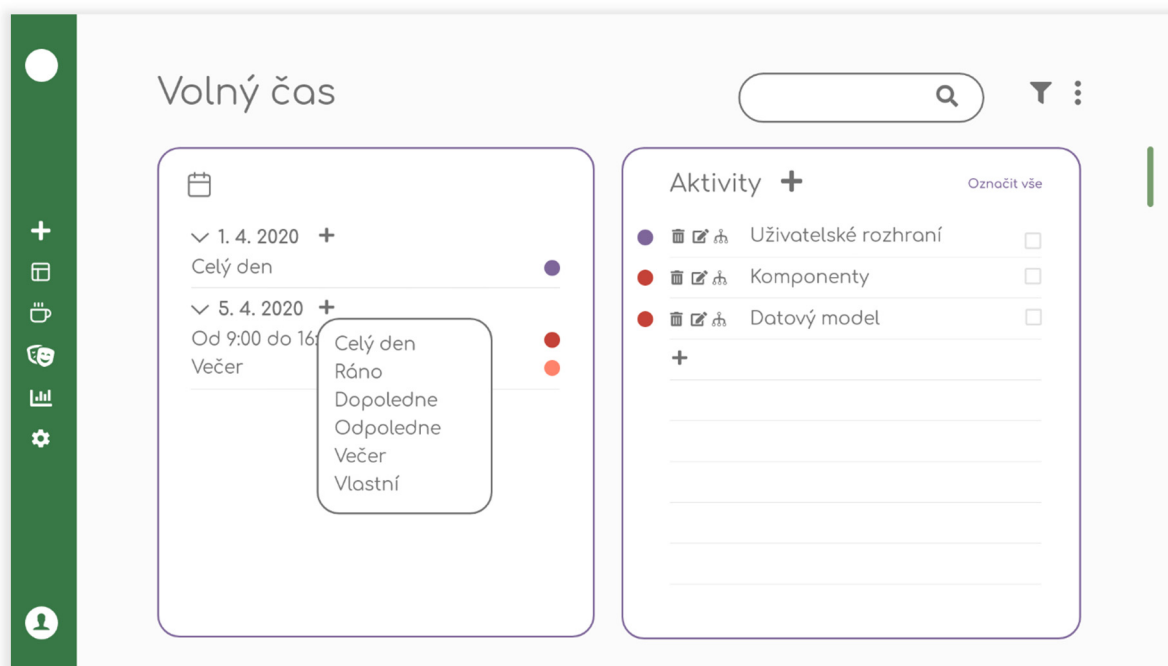 Volný čas
1. 4. 2020
Celý den
5. 4. 2020
Od 9:00 do 16:
Večer
Celý den
Ráno
Dopoledne
Odpoledne
Večer
Vlastní
Aktivity
Označit vše
Uživatelské rozhraní
Komponenty
Datový model